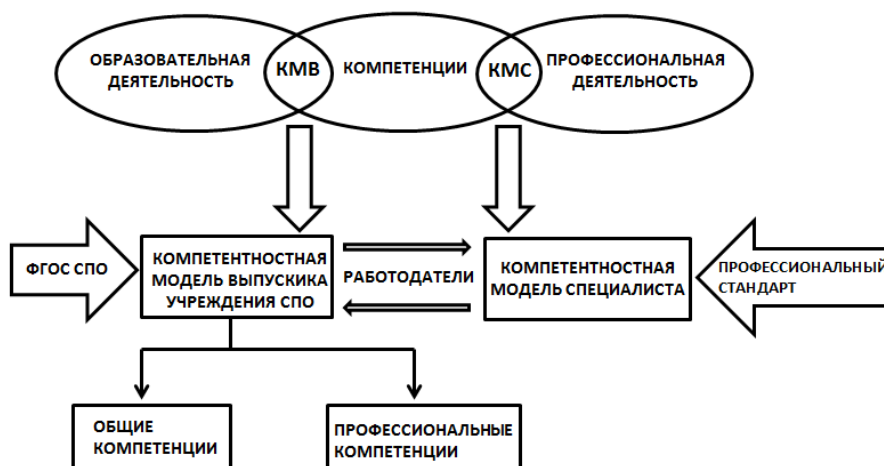 ОБРАЗОВАТЕЛЬНАЯ
ДЕЯТЕЛЬНОСТЬ
КМВ
КОМПЕТЕНЦИИ
КМС
ПРОФЕССИОНАЛЬНАЯ
ДЕЯТЕЛЬНОСТЬ
ФГОС СПО
КОМПЕТЕНТНОСТНАЯ
МОДЕЛЬ ВЫПУСКИКА
УЧРЕЖДЕНИЯ СПО
РАБОТОДАТЕЛИ
КОМПЕТЕНТНОСТНАЯ
МОДЕЛЬ СПЕЦИАЛИСТА
ПРОФЕССИОНАЛЬНЫЙ
СТАНДАРТ
ОБЩИЕ
КОМПЕТЕНЦИИ
ПРОФЕССИОНАЛЬНЫЕ
КОМПЕТЕНЦИИ